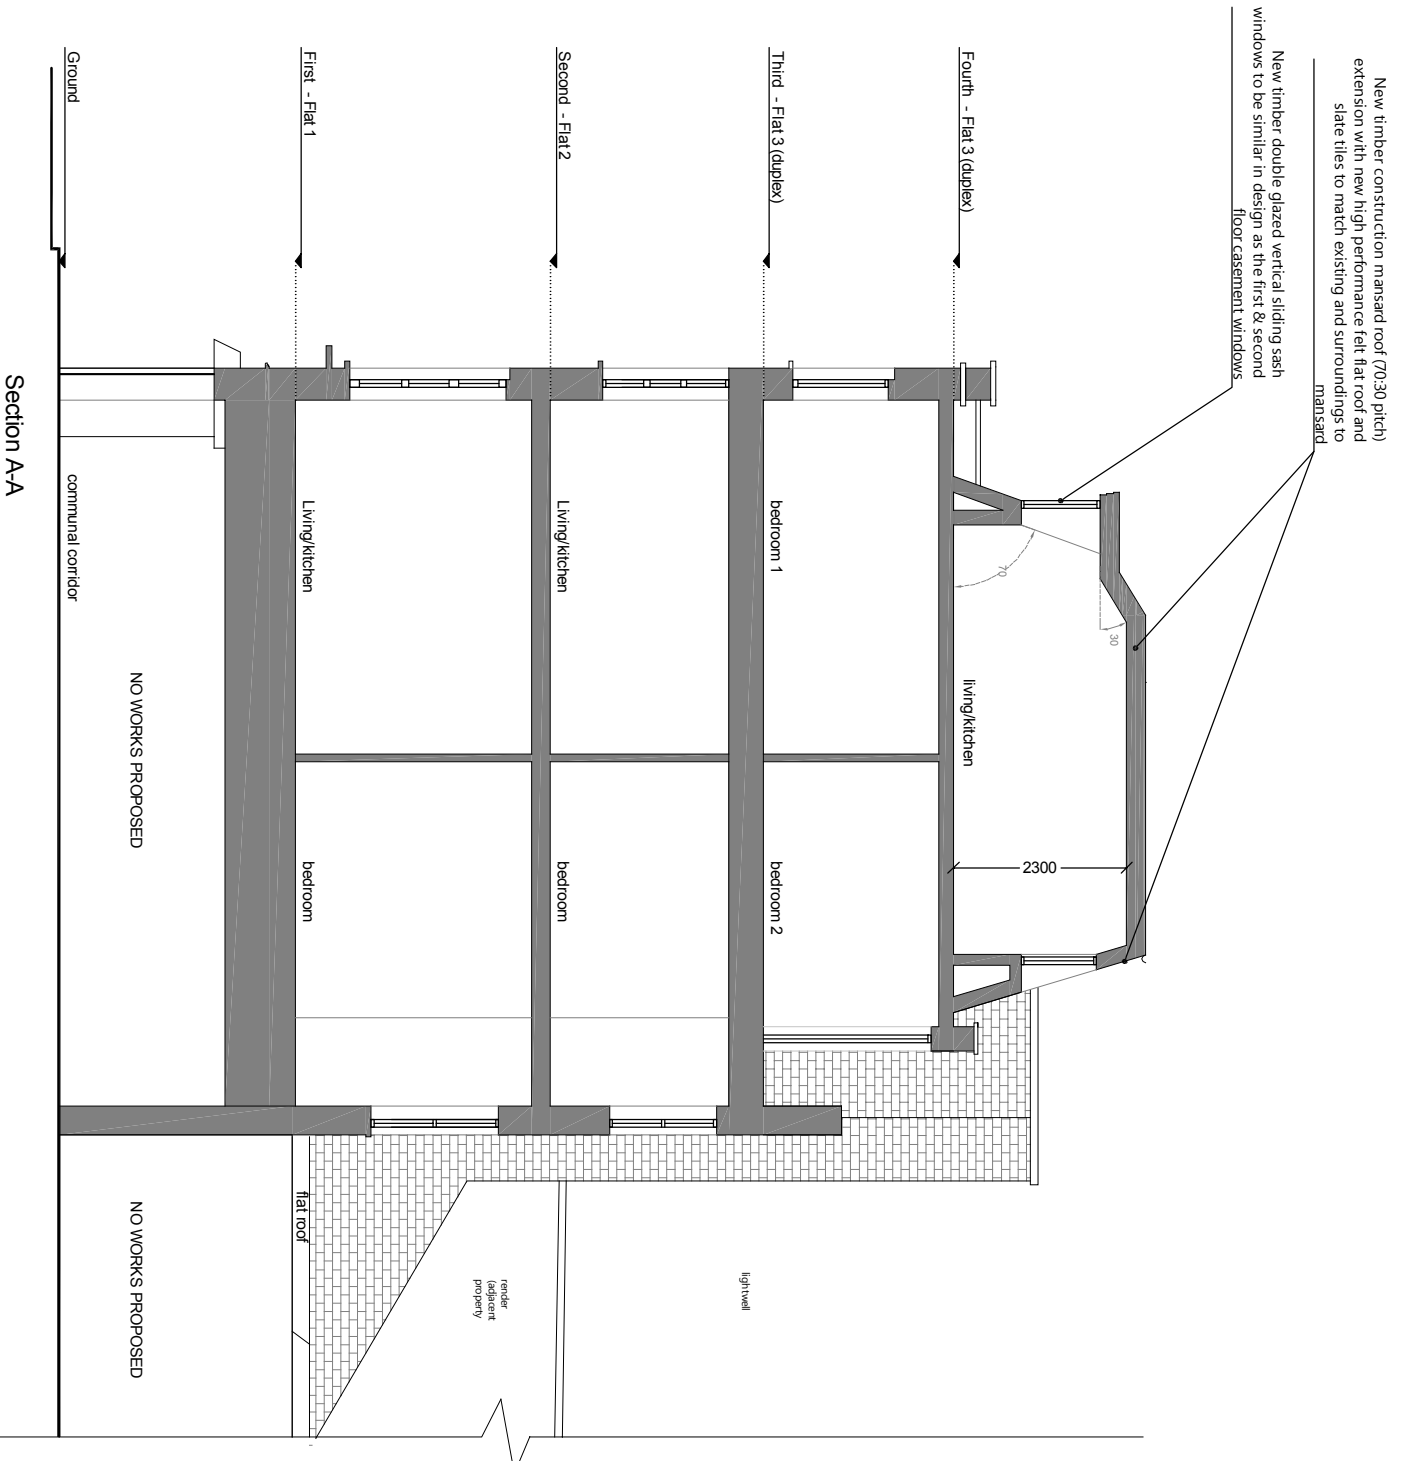 New timber construction mansard roof (70:30 pitch)
extension with new high performance felt flat roof and
slate tiles to match existing and surroundings to
mansard
New timber double glazed vertical sliding sash
windows to be similar in design as the first & second
floor casement windows
Fourth - Flat 3 (duplex)
Third - Flat 3 (duplex)
Second - Flat 2
First - Flat 1
Ground
70
30
living/kitchen
2300
bedroom 1
bedroom 2
Living/kitchen
bedroom
Living/kitchen
bedroom
communal corridor
NO WORKS PROPOSED
NO WORKS PROPOSED
flat roof
render
(adjacent
property
lightwell
Section A-A